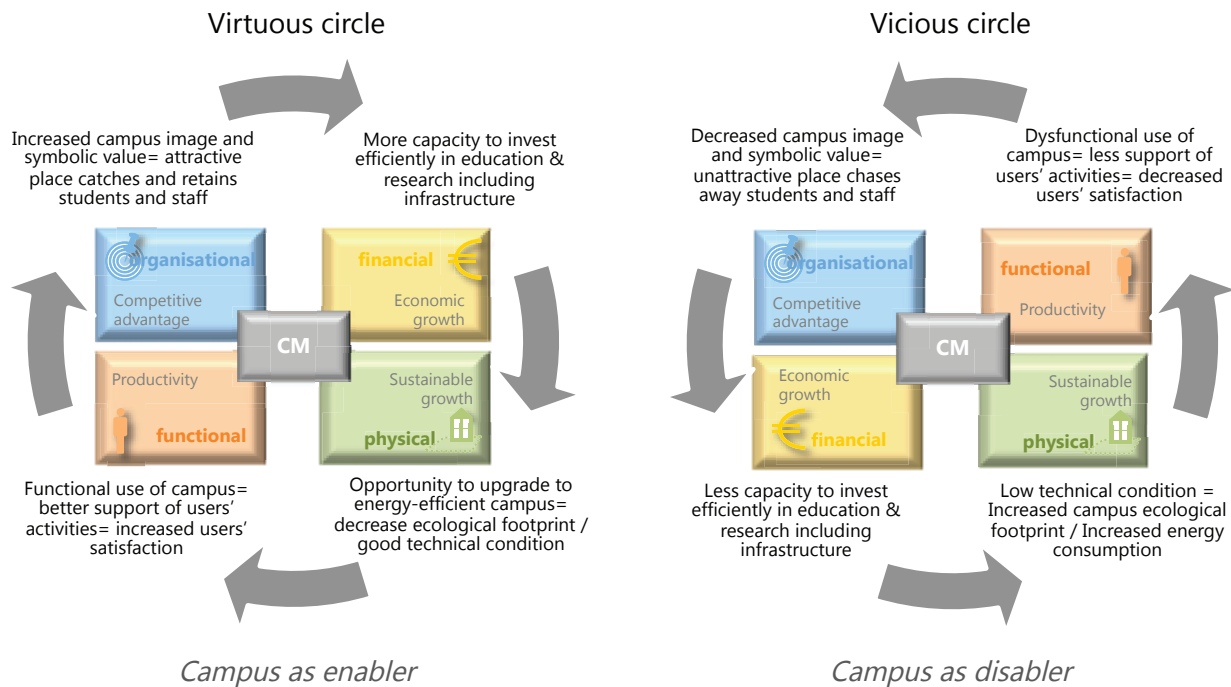 Virtuous circle
Increased campus image and
symbolic value= attractive
place catches and retains
students and staff
More capacity to invest
efficiently in education &
research including
infrastructure
organisational
Competitive
advantage
financial
Economic
growth
CM
Productivity
functional
Sustainable
growth
physical
Functional use of campus=
better support of users'
activities= increased users'
satisfaction
Opportunity to upgrade to
energy-efficient campus=
decrease ecological footprint /
good technical condition
Campus as enabler
Vicious circle
Decreased campus image
and symbolic value=
unattractive place chases
away students and staff
Dysfunctional use of
campus= less support of
users' activities= decreased
users' satisfaction
organisational
Competitive
advantage
functional
Productivity
CM
Economic
growth
financial
Sustainable
growth
physical
Less capacity to invest
efficiently in education &
research including
infrastructure
Low technical condition =
Increased campus ecological
footprint / Increased energy
consumption
Campus as disabler